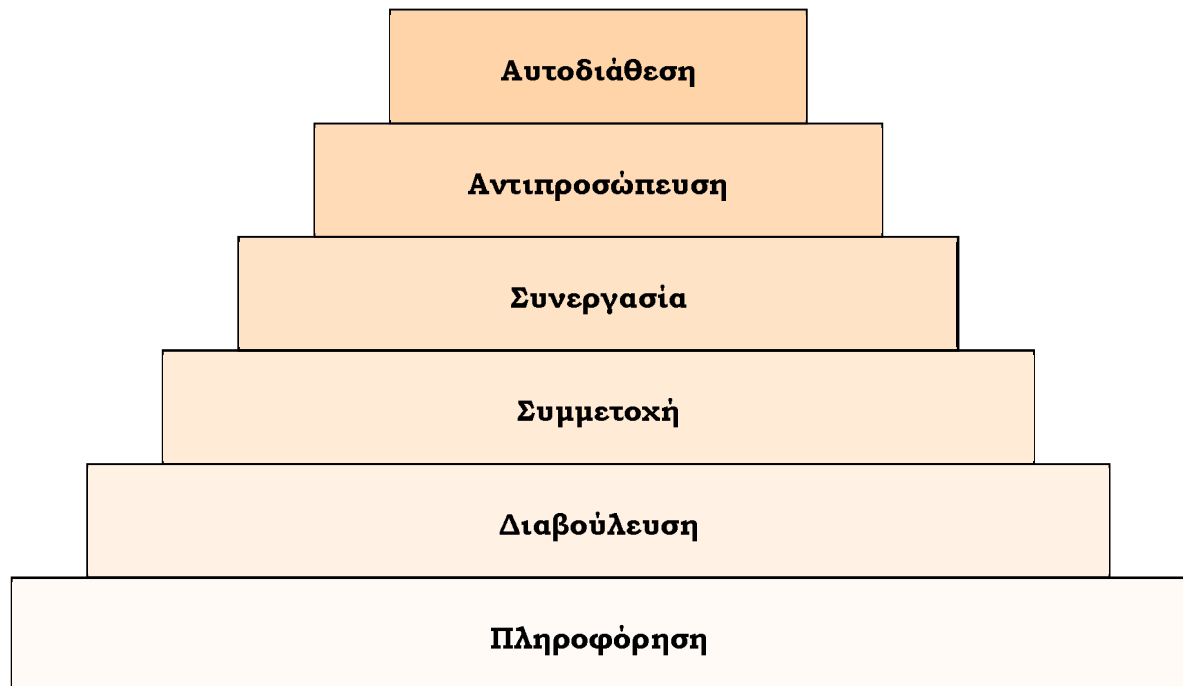 Αυτοδιάθεση
Αντιπροσώπευση
Συνεργασία
Συμμετοχή
Διαβούλευση
Πληροφόρηση